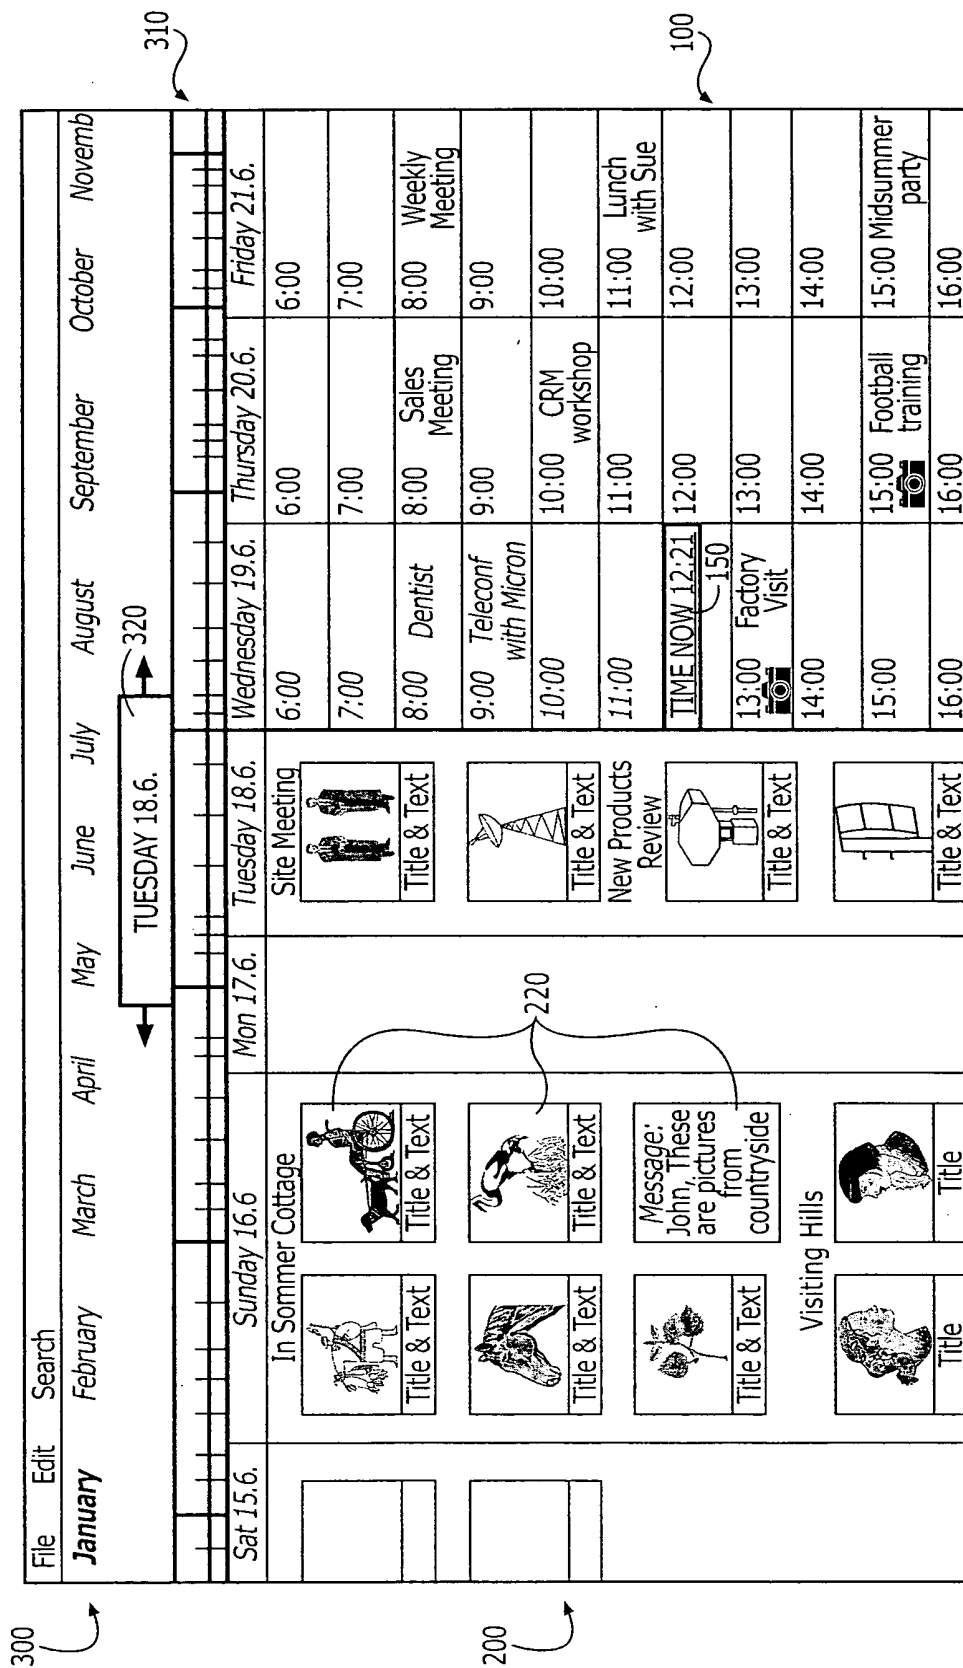 300
File Edit Search
January February March April May June July August September October Novemb
310
TUESDAY 18.6.
320
Sat 15.6. Sunday 16.6 Mon 17.6. Tuesday 18.6. Wednesday 19.6. Thursday 20.6. Friday 21.6.
200
100
In Sommer Cottage
Title & Text
Title & Text
Title & Text
Title & Text
Title & Text
Message:
John, These
are pictures
from
countryside
220
Visiting Hills
Title
Title
Site Meeting
Title & Text
Title & Text
New Products
Review
Title & Text
6:00
7:00
8:00 Dentist
9:00 Teleconf
with Micron
10:00
11:00
TIME NOW 12:21
150
13:00 Factory
Visit
14:00
15:00
16:00
6:00
7:00
8:00 Sales
Meeting
9:00
10:00 CRM
workshop
11:00
12:00
13:00
14:00
15:00 Football
training
16:00
6:00
7:00
8:00 Weekly
Meeting
9:00
10:00
11:00 Lunch
with Sue
12:00
13:00
14:00
15:00 Midsummer
party
16:00